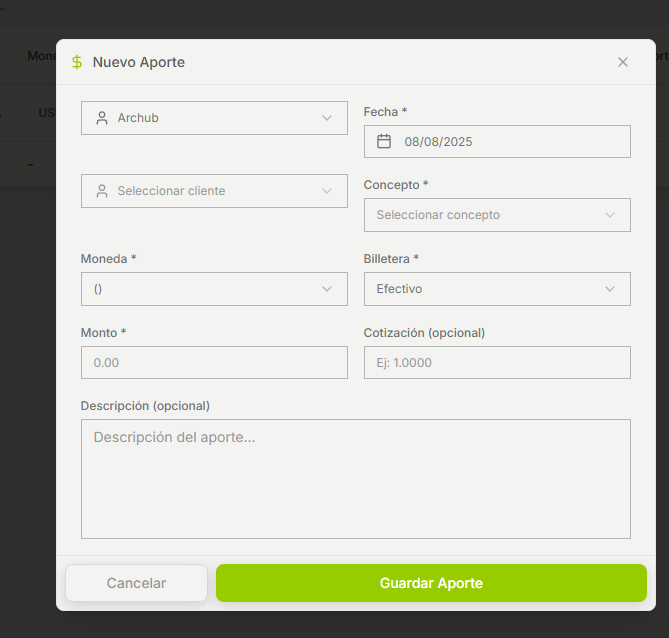 Mone
Nuevo Aporte
ort
Archub
Fecha *
08/08/2025
US
Seleccionar cliente
Concepto *
Seleccionar concepto
-
Moneda *
Billetera *
()
Efectivo
Monto *
Cotización (opcional)
0.00
Ej: 1.0000
Descripción (opcional)
Descripción del aporte...
Cancelar
Guardar Aporte